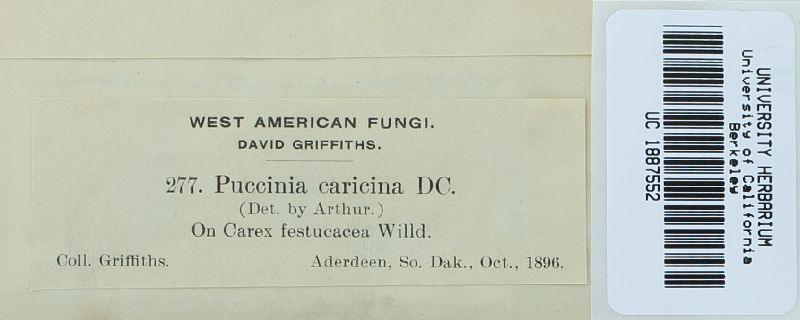 WEST AMERICAN FUNGI.
DAVID GRIFFITHS.
277. Puccinia caricina DC.
(Det. by Arthur.)
On Carex festucacea Willd.
Coll. Griffiths. Aderdeen, So. Dak., Oct., 1896.
UNIVERSITY HERBARIUM
University of California
Berkeley
UC 1887552